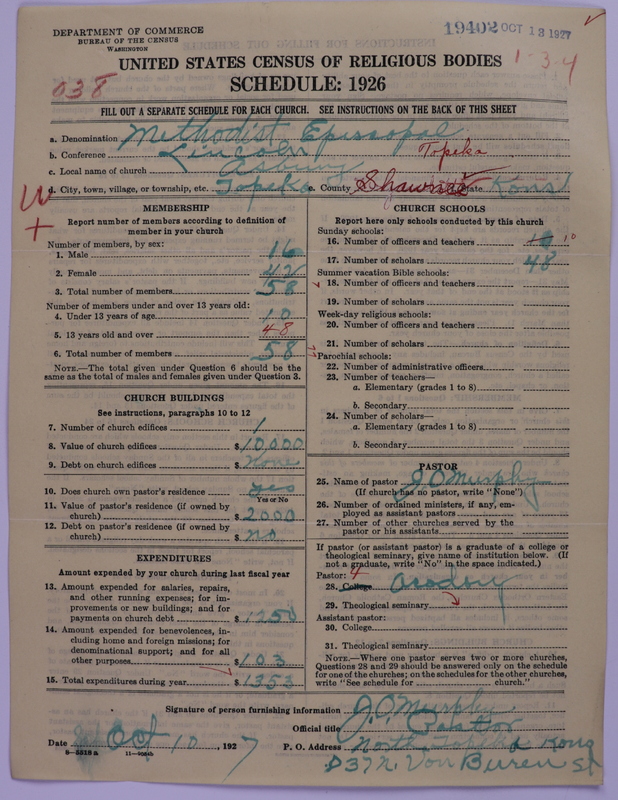 DEPARTMENT OF COMMERCE
BUREAU OF THE CENSUS
WASHINGTON
19402 OCT 13 1927
1-3-4
038
UNITED STATES CENSUS OF RELIGIOUS BODIES
SCHEDULE: 1926
FILL OUT A SEPARATE SCHEDULE FOR EACH CHURCH. SEE INSTRUCTIONS ON THE BACK OF THIS SHEET
a. Denomination Methodist Episcopal
b. Conference Lincoln Topeka
c. Local name of church Asbury
d. City, town, village, or township, etc. Topeka e. County Shawnee State Kans
MEMBERSHIP
Report number of members according to definition of
member in your church
Number of members, by sex:
1. Male 16
2. Female 42
3. Total number of members 58
Number of members under and over 13 years old:
4. Under 13 years of age 10
5. 13 years old and over 48
6. Total number of members 58
NOTE.—The total given under Question 6 should be the
same as the total of males and females given under Question 3.
CHURCH BUILDINGS
See instructions, paragraphs 10 to 12
7. Number of church edifices 1
8. Value of church edifices $10,000
9. Debt on church edifices $ none
10. Does church own pastor's residence yes
Yes or No
11. Value of pastor's residence (if owned by
church) $2000
12. Debt on pastor's residence (if owned by
church) $ no
EXPENDITURES
Amount expended by your church during last fiscal year
13. Amount expended for salaries, repairs,
and other running expenses; for im-
provements or new buildings; and for
payments on church debt $1250
14. Amount expended for benevolences, in-
cluding home and foreign missions; for
denominational support; and for all
other purposes $103
15. Total expenditures during year $1353
CHURCH SCHOOLS
Report here only schools conducted by this church
Sunday schools:
16. Number of officers and teachers 10
17. Number of scholars 48
Summer vacation Bible schools:
18. Number of officers and teachers
19. Number of scholars
Week-day religious schools:
20. Number of officers and teachers
21. Number of scholars
Parochial schools:
22. Number of administrative officers
23. Number of teachers—
a. Elementary (grades 1 to 8)
b. Secondary
24. Number of scholars—
a. Elementary (grades 1 to 8)
b. Secondary
PASTOR
25. Name of pastor J O Murphy
(If church has no pastor, write "None")
26. Number of ordained ministers, if any, em-
ployed as assistant pastors
27. Number of other churches served by the
pastor or his assistants
If pastor (or assistant pastor) is a graduate of a college or
theological seminary, give name of institution below. (If
not a graduate, write "No" in the space indicated.)
Pastor: 4
28. College
29. Theological seminary
Assistant pastor:
30. College
31. Theological seminary
NOTE.—Where one pastor serves two or more churches,
Questions 28 and 29 should be answered only on the schedule
for one of the churches; on the schedules for the other churches,
write "See schedule for church."
Signature of person furnishing information J. O. Murphy
Official title Pastor
Date Oct 10, 1927 P. O. Address North Topeka Kans
8-5318 a
N. Van Buren St